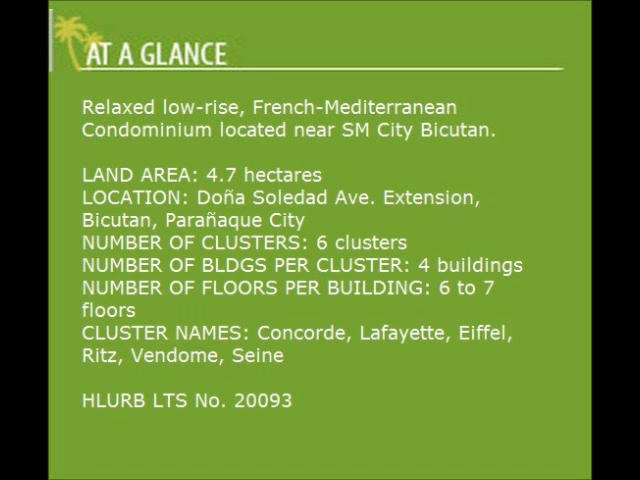 AT A GLANCE
Relaxed low-rise, French-Mediterranean
Condominium located near SM City Bicutan.
LAND AREA: 4.7 hectares
LOCATION: Doña Soledad Ave. Extension,
Bicutan, Parañaque City
NUMBER OF CLUSTERS: 6 clusters
NUMBER OF BLDGS PER CLUSTER: 4 buildings
NUMBER OF FLOORS PER BUILDING: 6 to 7
floors
CLUSTER NAMES: Concorde, Lafayette, Eiffel,
Ritz, Vendome, Seine
HLURB LTS No. 20093